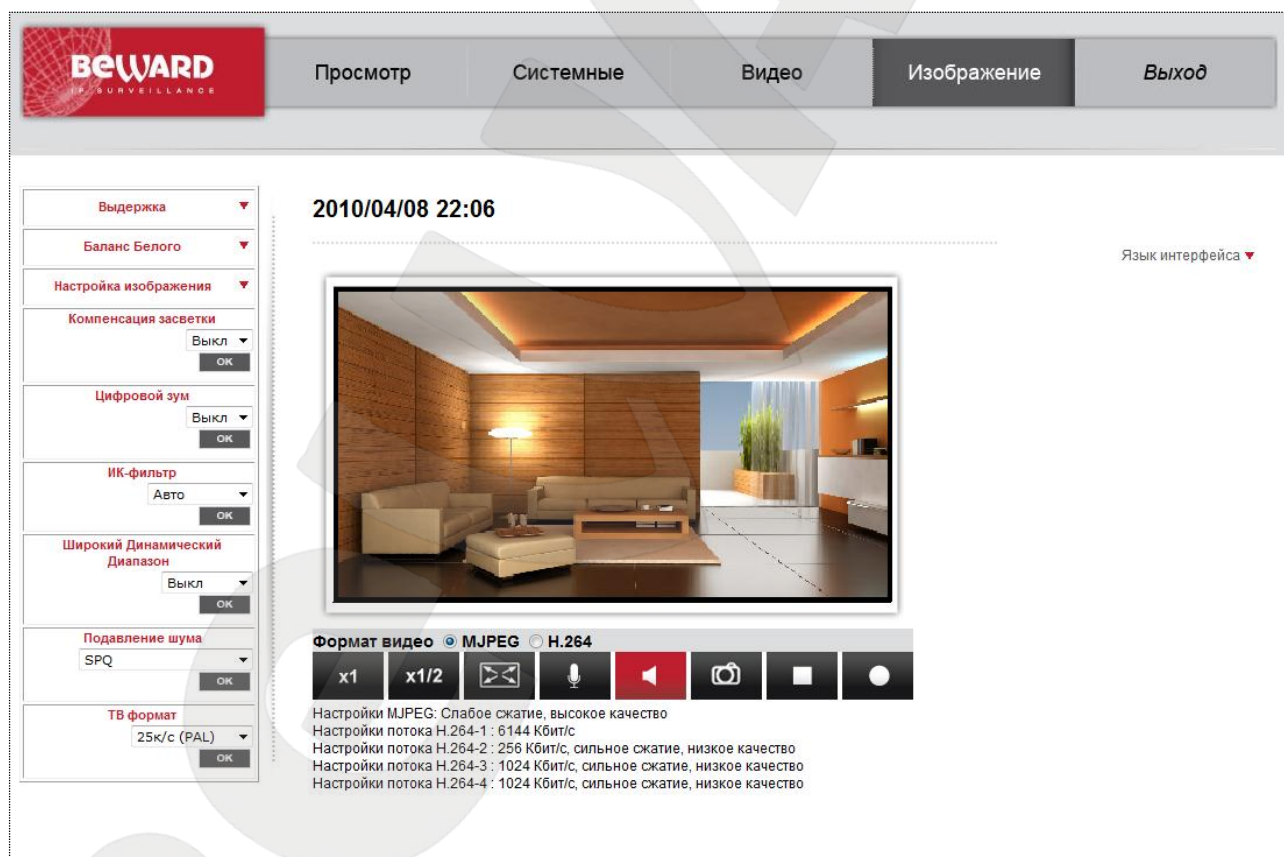 BEWARD
IP SURVEILLANCE
Просмотр
Системные
Видео
Изображение
Выход
Выдержка
Баланс Белого
Настройка изображения
Компенсация засветки
Выкл
OK
Цифровой зум
Выкл
OK
ИК-фильтр
Авто
OK
Широкий Динамический
Диапазон
Выкл
OK
Подавление шума
SPQ
OK
ТВ формат
25к/с (PAL)
OK
2010/04/08 22:06
Язык интерфейса
Формат видео MJPEG H.264
x1 x1/2
Настройки MJPEG: Слабое сжатие, высокое качество
Настройки потока H.264-1 : 6144 Кбит/с
Настройки потока H.264-2 : 256 Кбит/с, сильное сжатие, низкое качество
Настройки потока H.264-3 : 1024 Кбит/с, сильное сжатие, низкое качество
Настройки потока H.264-4 : 1024 Кбит/с, сильное сжатие, низкое качество